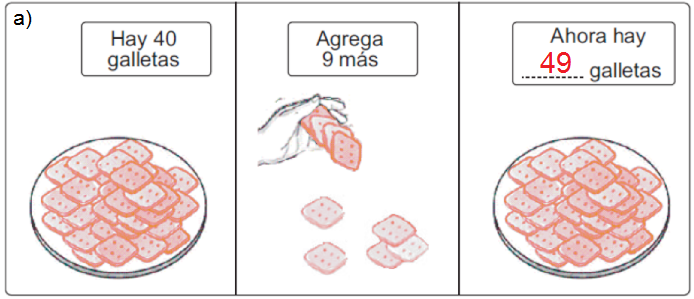 a)
Hay 40
galletas
Agrega
9 más
Ahora hay
49 galletas